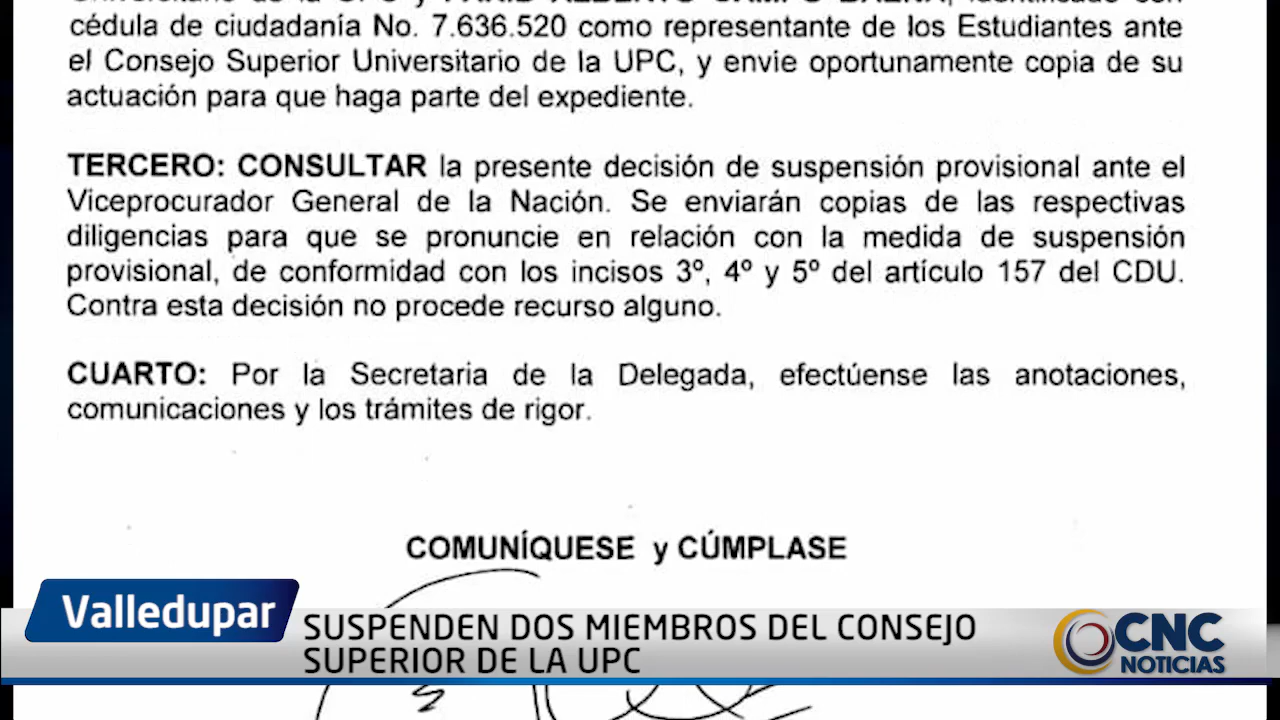 cédula de ciudadanía No. 7.636.520 como representante de los Estudiantes ante
el Consejo Superior Universitario de la UPC, y envie oportunamente copia de su
actuación para que haga parte del expediente.
TERCERO: CONSULTAR la presente decisión de suspensión provisional ante el
Viceprocurador General de la Nación. Se enviarán copias de las respectivas
diligencias para que se pronuncie en relación con la medida de suspensión
provisional, de conformidad con los incisos 3º, 4º y 5º del artículo 157 del CDU.
Contra esta decisión no procede recurso alguno.
CUARTO: Por la Secretaria de la Delegada, efectúense las anotaciones,
comunicaciones y los trámites de rigor.
COMUNÍQUESE y CÚMPLASE
Valledupar
SUSPENDEN DOS MIEMBROS DEL CONSEJO
SUPERIOR DE LA UPC
CNC
NOTICIAS